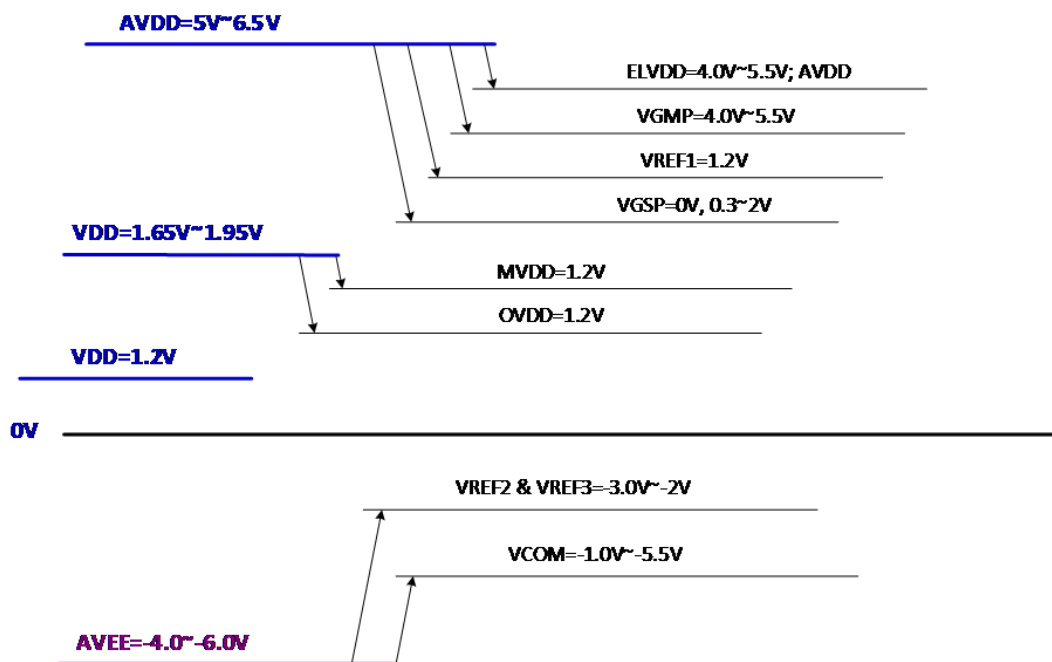 AVDD=5V~6.5V
ELVDD=4.0V~5.5V; AVDD
VGMP=4.0V~5.5V
VREF1=1.2V
VGSP=0V, 0.3~2V
VDD=1.65V~1.95V
MVDD=1.2V
OVDD=1.2V
VDD=1.2V
0V
VREF2 & VREF3=-3.0V~-2V
VCOM=-1.0V~-5.5V
AVEE=-4.0~-6.0V